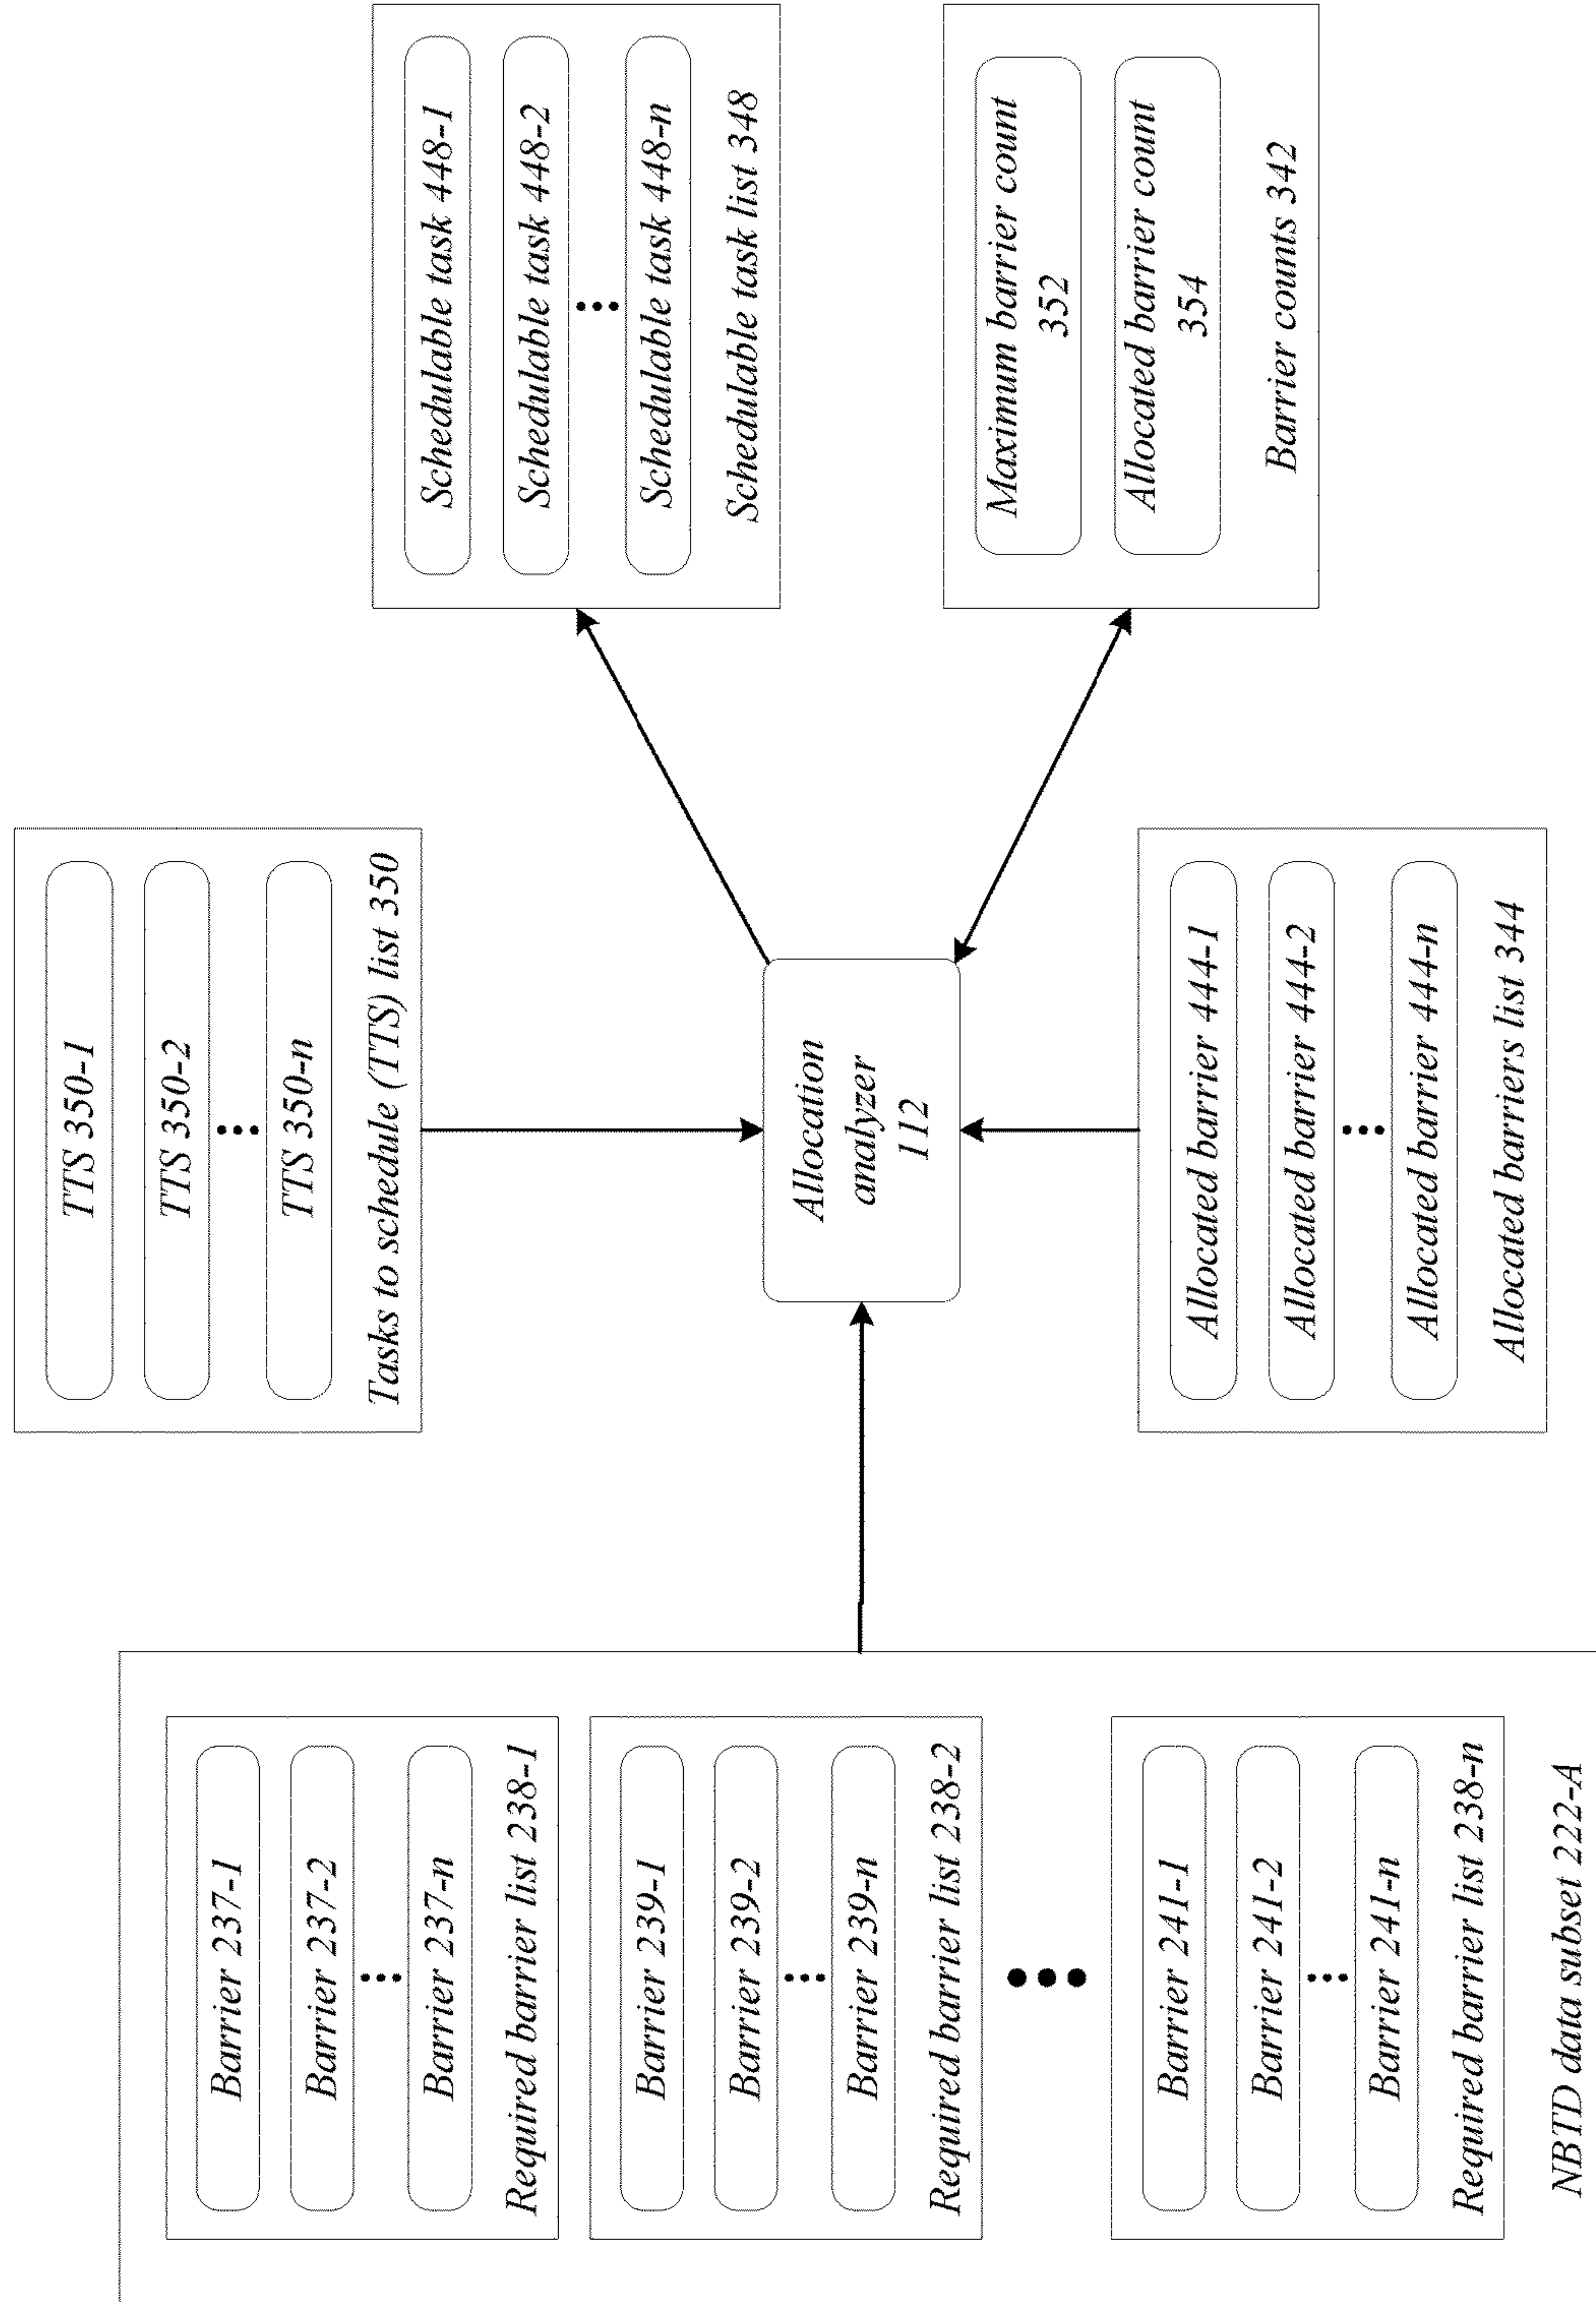 Barrier 237-1
Barrier 237-2
Barrier 237-n
Required barrier list 238-1
Barrier 239-1
Barrier 239-2
Barrier 239-n
Required barrier list 238-2
Barrier 241-1
Barrier 241-2
Barrier 241-n
Required barrier list 238-n
NBTD data subset 222-A
TTS 350-1
TTS 350-2
TTS 350-n
Tasks to schedule (TTS) list 350
Allocation
analyzer
112
Allocated barrier 444-1
Allocated barrier 444-2
Allocated barrier 444-n
Allocated barriers list 344
Schedulable task 448-1
Schedulable task 448-2
Schedulable task 448-n
Schedulable task list 348
Maximum barrier count
352
Allocated barrier count
354
Barrier counts 342